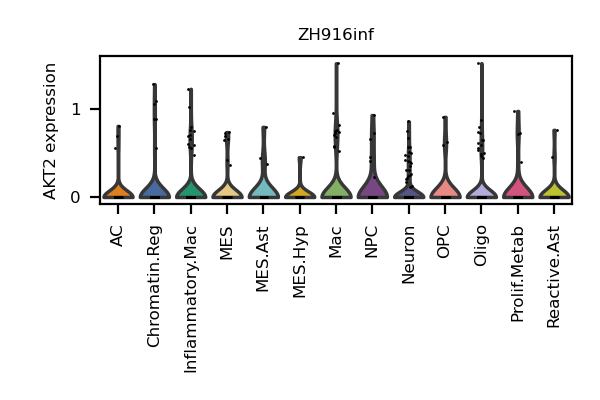 ZH916inf
AKT2 expression
1
0
AC
Chromatin.Reg
Inflammatory.Mac
MES
MES.Ast
MES.Hyp
Mac
NPC
Neuron
OPC
Oligo
Prolif.Metab
Reactive.Ast